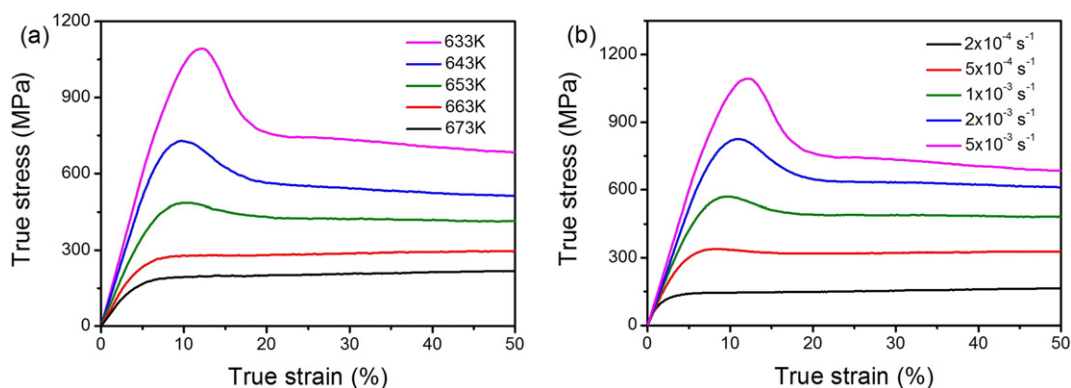 (a)
True stress (MPa)
1200
900
600
300
0
633K
643K
653K
663K
673K
0 10 20 30 40 50
True strain (%)
(b)
True stress (MPa)
1200
900
600
300
0
2x10⁻⁴ s⁻¹
5x10⁻⁴ s⁻¹
1x10⁻³ s⁻¹
2x10⁻³ s⁻¹
5x10⁻³ s⁻¹
0 10 20 30 40 50
True strain (%)